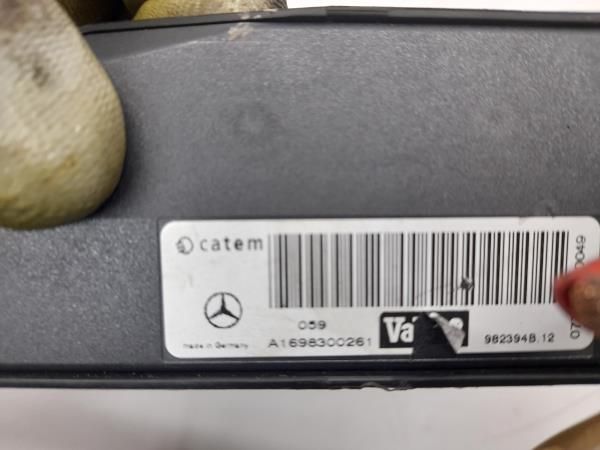 catem
059
made in Germany
A1698300261
982394B.12